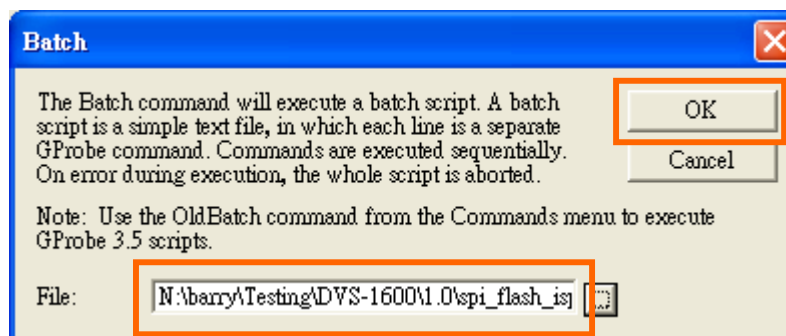 Batch
The Batch command will execute a batch script. A batch
script is a simple text file, in which each line is a separate
GProbe command. Commands are executed sequentially.
On error during execution, the whole script is aborted.
OK
Cancel
Note: Use the OldBatch command from the Commands menu to execute
GProbe 3.5 scripts.
File:
N:\barry\Testing\DVS-1600\1.0\spi_flash_isp
...